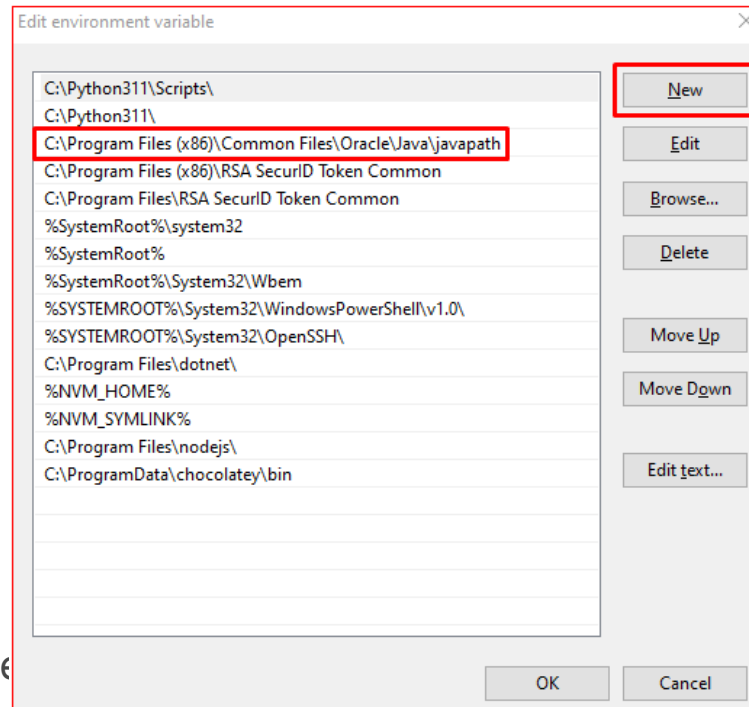 Edit environment variable
C:\Python311\Scripts\
New
C:\Python311\
C:\Program Files (x86)\Common Files\Oracle\Java\javapath
Edit
C:\Program Files (x86)\RSA SecurID Token Common
C:\Program Files\RSA SecurID Token Common
Browse...
%SystemRoot%\system32
%SystemRoot%
Delete
%SystemRoot%\System32\Wbem
%SYSTEMROOT%\System32\WindowsPowerShell\v1.0\
%SYSTEMROOT%\System32\OpenSSH\
Move Up
C:\Program Files\dotnet\
%NVM_HOME%
Move Down
%NVM_SYMLINK%
C:\Program Files\nodejs\
C:\ProgramData\chocolatey\bin
Edit text...
OK
Cancel